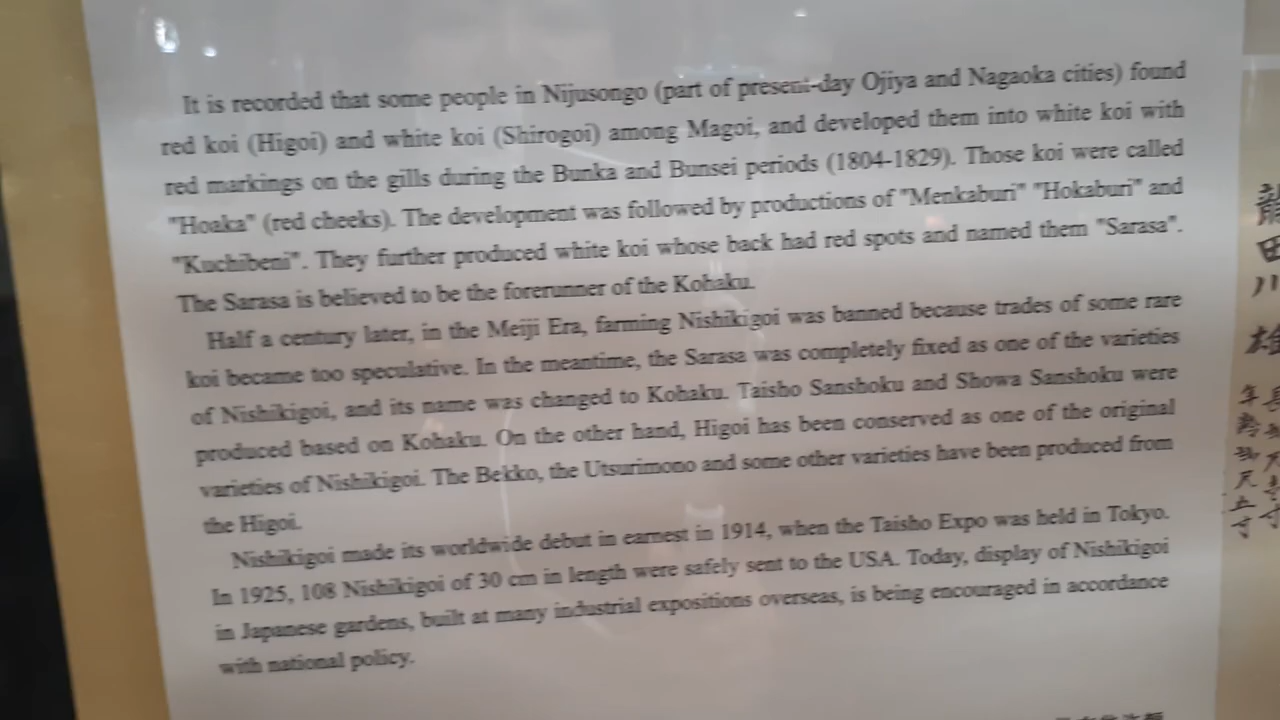 It is recorded that some people in Nijusongo (part of present-day Ojiya and Nagaoka cities) found
red koi (Higoi) and white koi (Shirogoi) among Magoi, and developed them into white koi with
red markings on the gills during the Bunka and Bunsei periods (1804-1829). Those koi were called
"Hoaka" (red cheeks). The development was followed by productions of "Menkaburi" "Hokaburi" and
"Kuchibeni". They further produced white koi whose back had red spots and named them "Sarasa".
The Sarasa is believed to be the forerunner of the Kohaku.
Half a century later, in the Meiji Era, farming Nishikigoi was banned because trades of some rare
koi became too speculative. In the meantime, the Sarasa was completely fixed as one of the varieties
of Nishikigoi, and its name was changed to Kohaku. Taisho Sanshoku and Showa Sanshoku were
produced based on Kohaku. On the other hand, Higoi has been conserved as one of the original
varieties of Nishikigoi. The Bekko, the Utsurimono and some other varieties have been produced from
the Higoi.
Nishikigoi made its worldwide debut in earnest in 1914, when the Taisho Expo was held in Tokyo.
In 1925, 108 Nishikigoi of 30 cm in length were safely sent to the USA. Today, display of Nishikigoi
in Japanese gardens, built at many industrial expositions overseas, is being encouraged in accordance
with national policy.
龍田川 雄
年齢